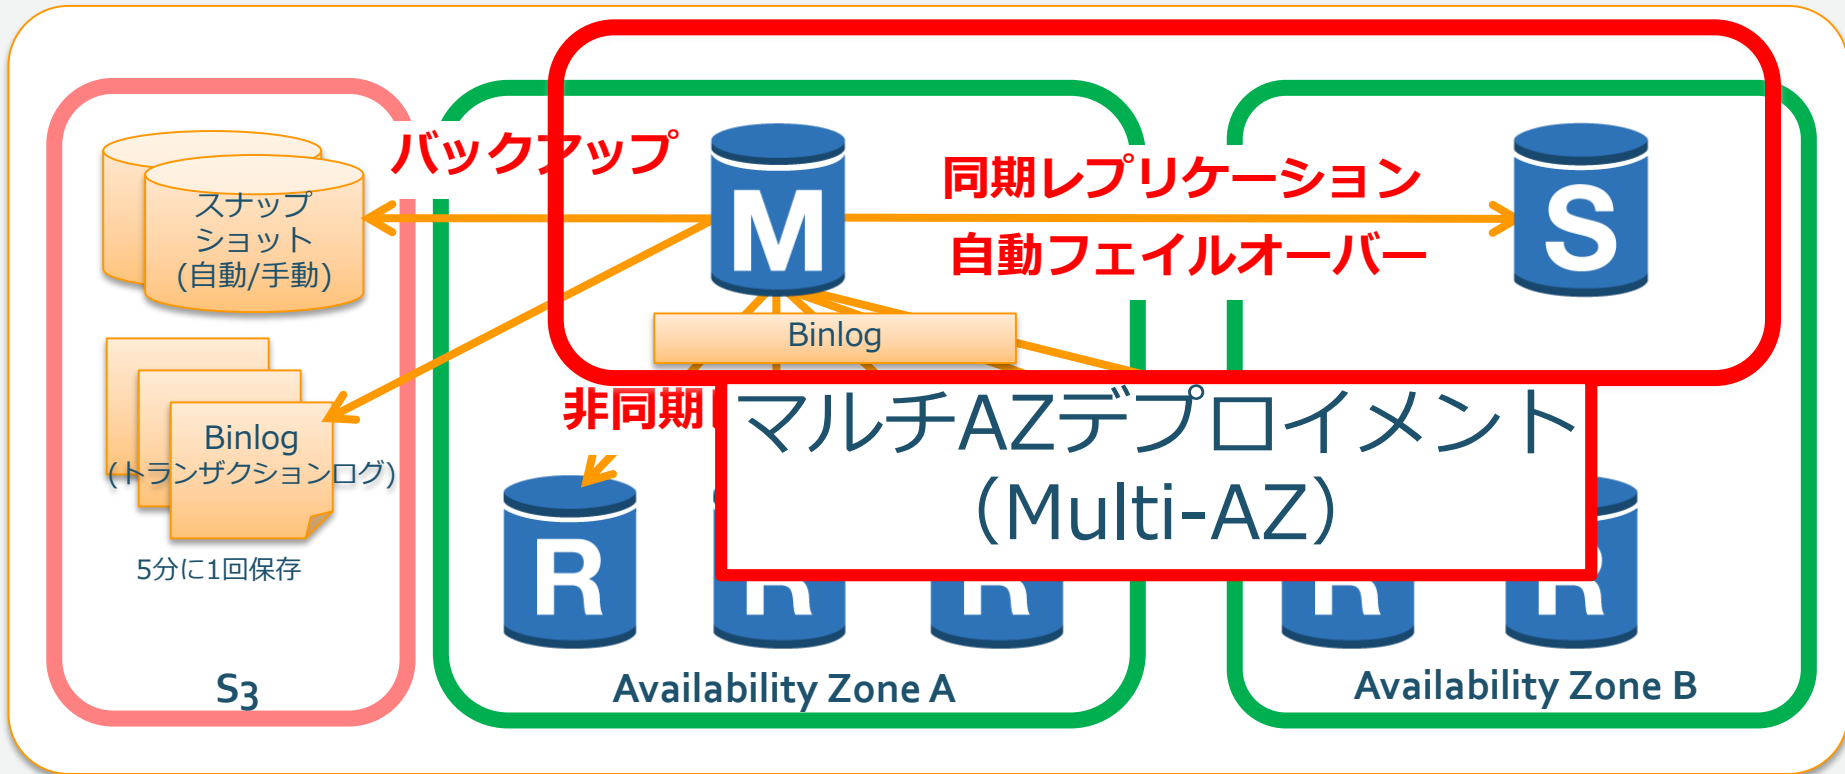 バックアップ
スナップ
ショット
(自動/手動)
M
同期レプリケーション
自動フェイルオーバー
S
Binlog
Binlog
(トランザクションログ)
5分に1回保存
非同期
マルチAZデプロイメント
（Multi-AZ）
R
R
R
R
R
S3
Availability Zone A
Availability Zone B